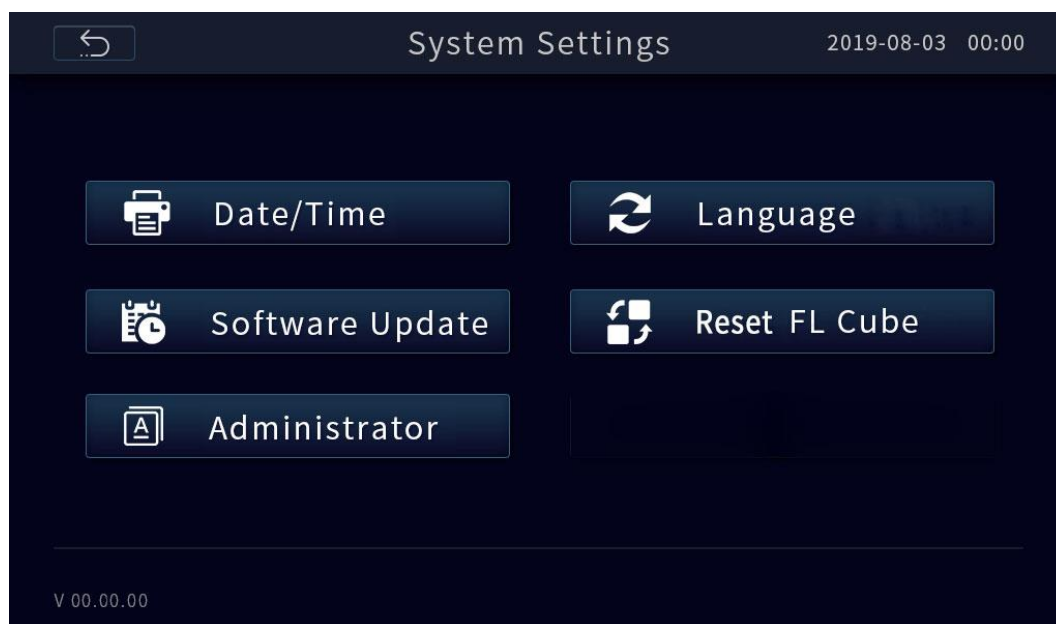 System Settings 2019-08-03 00:00
Date/Time Language
Software Update Reset FL Cube
A Administrator
V 00.00.00